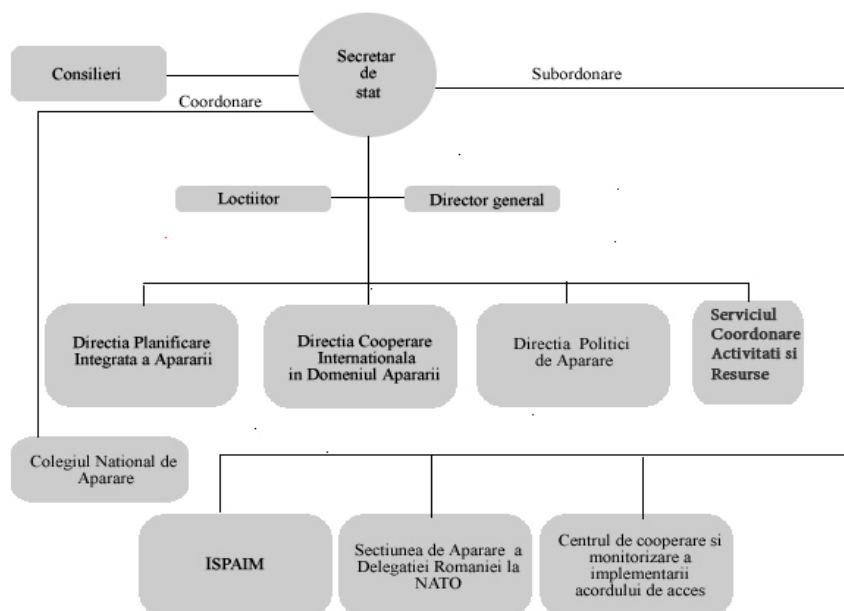 Secretar
de
stat
Consilieri
Subordonare
Coordonare
Loctiitor
Director general
Directia Planificare
Integrata a Apararii
Directia Cooperare
Internationala
in Domeniul Apararii
Directia Politici
de Aparare
Serviciul
Coordonare
Activitati si
Resurse
Colegiul National de
Aparare
ISPAIM
Sectiunea de Aparare a
Delegatiei Romaniei la
NATO
Centrul de cooperare si
monitorizare a
implementarii
acordului de acces